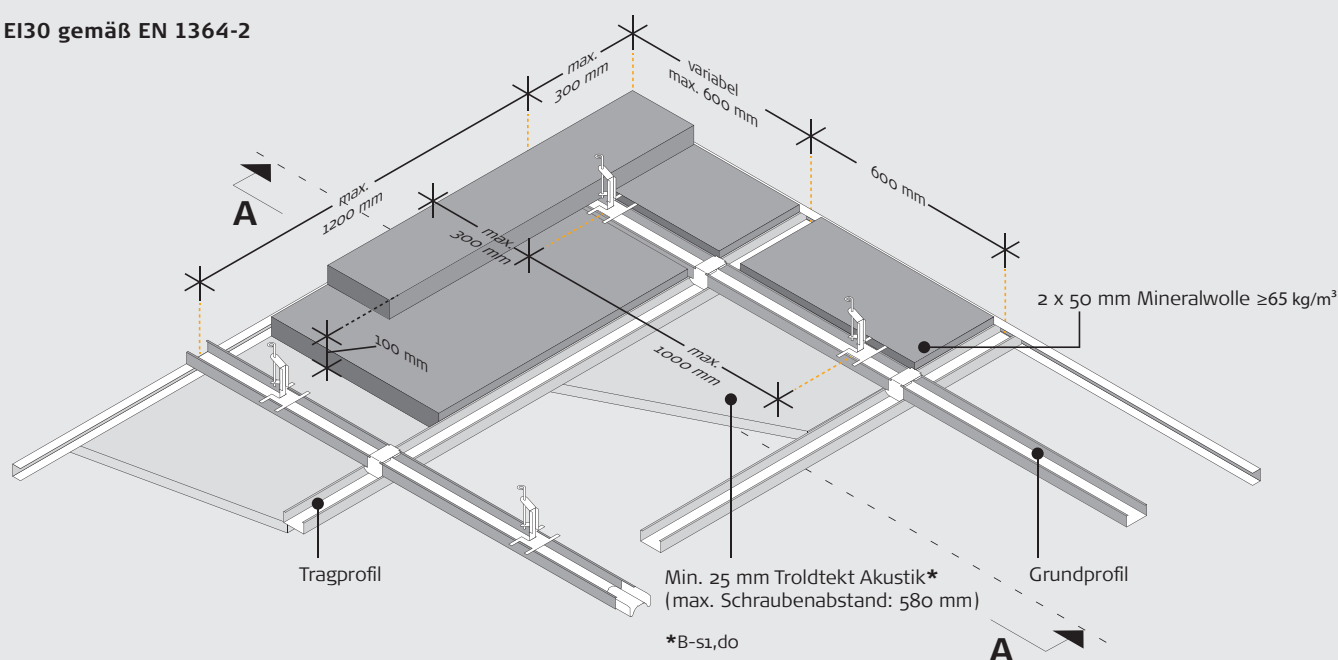 EI30 gemäß EN 1364-2
max.
300 mm
variabel
max. 600 mm
600 mm
max.
1200 mm
A
max.
300 mm
2 x 50 mm Mineralwolle ≥65 kg/m³
100 mm
max.
1000 mm
Tragprofil
Min. 25 mm Troldtekt Akustik*
(max. Schraubenabstand: 580 mm)
Grundprofil
*B-s1,d0
A